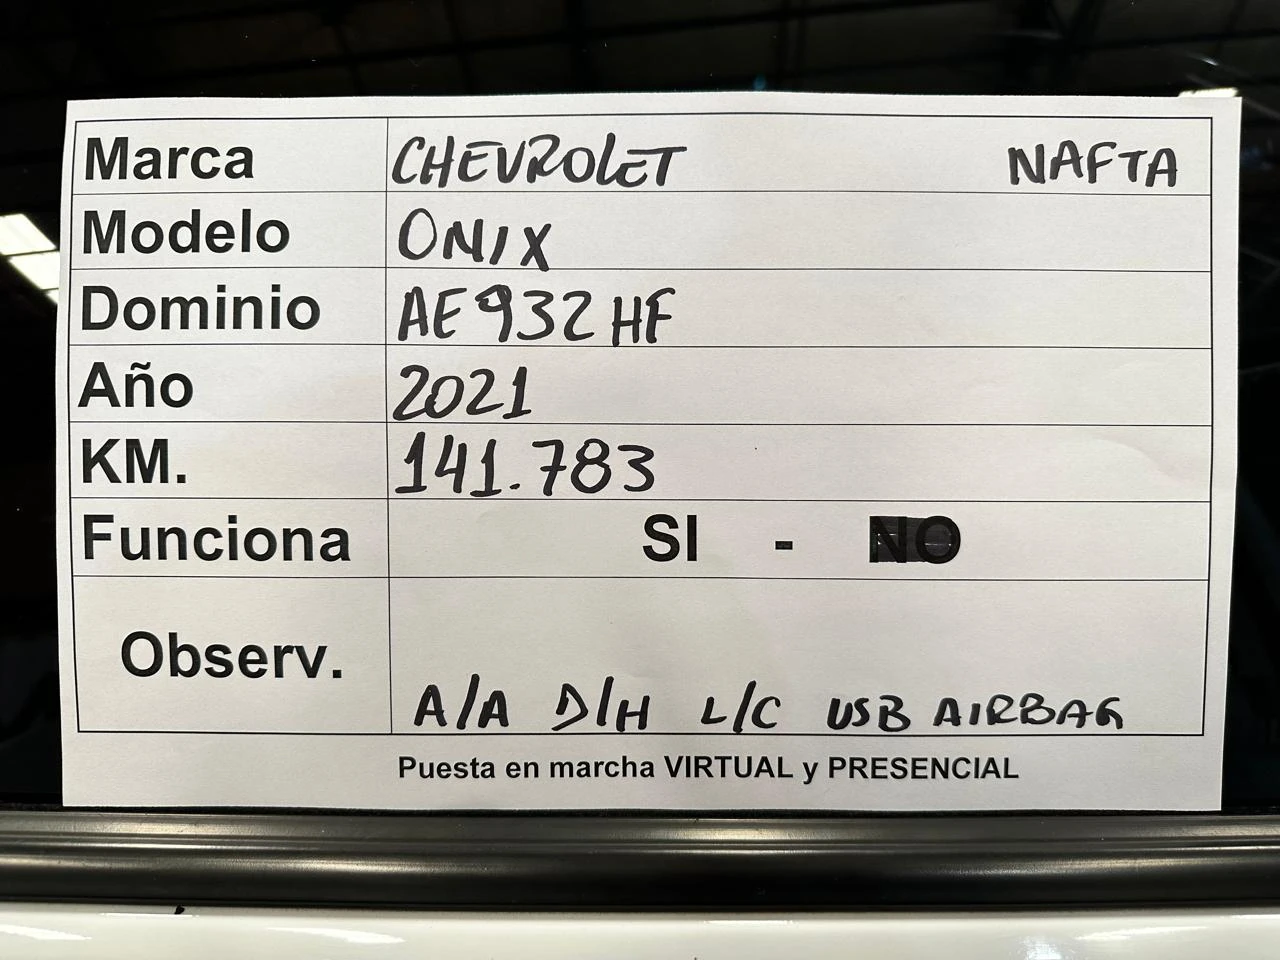 Marca CHEVROLET NAFTA
Modelo ONIX
Dominio AE932HF
Año 2021
KM. 141.783
Funciona SI - NO
Observ. A/A D/H L/C USB AIRBAG
Puesta en marcha VIRTUAL y PRESENCIAL